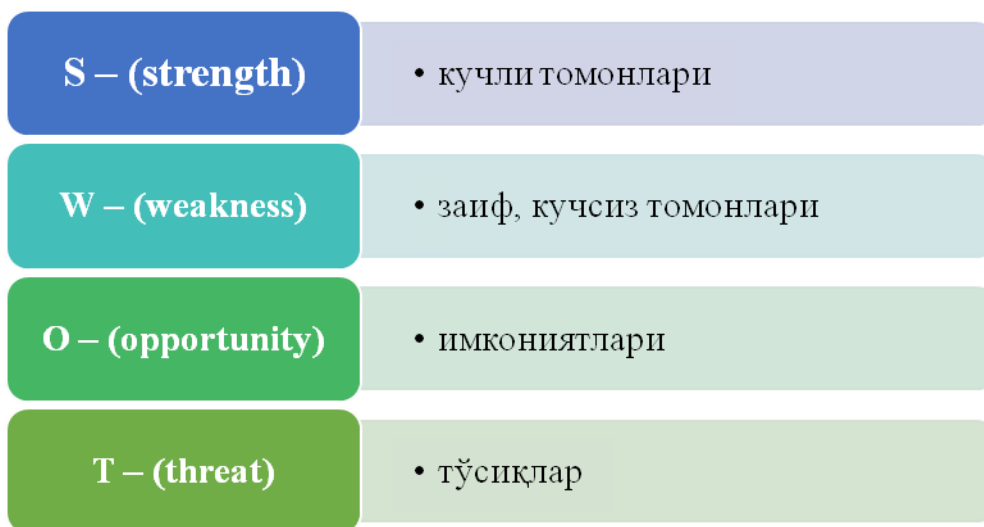 S – (strength)
• кучли томонлари
W – (weakness)
• заиф, кучсиз томонлари
O – (opportunity)
• имкониятлари
T – (threat)
• тўсиқлар